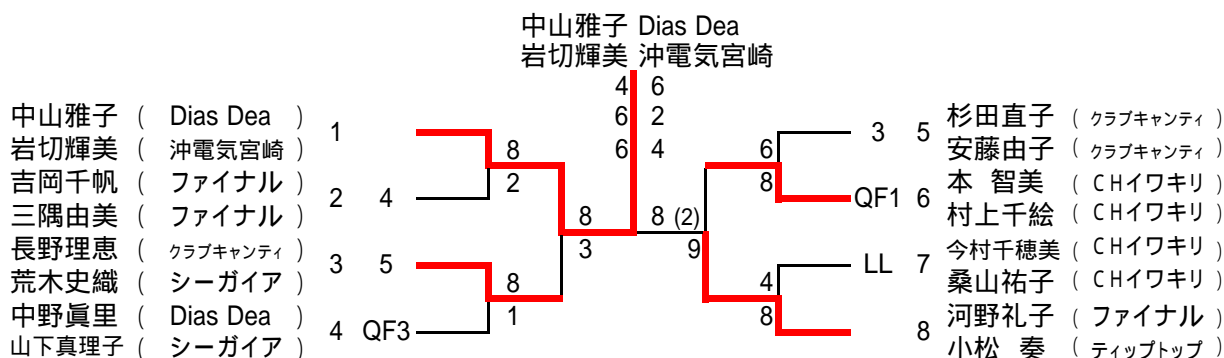 中山雅子 Dias Dea
岩切輝美 沖電気宮崎
4 6
6 2
6 4
中山雅子 ( Dias Dea )
岩切輝美 ( 沖電気宮崎 )
1
吉岡千帆 ( ファイナル )
三隅由美 ( ファイナル )
2 4
長野理恵 ( クラブキャンティ )
荒木史織 ( シーガイア )
3 5
中野眞里 ( Dias Dea )
山下真理子 ( シーガイア )
4 QF3
8
2
8
1
8
3
8 (2)
9
6
8
4
8
3 5
杉田直子 ( クラブキャンティ )
安藤由子 ( クラブキャンティ )
QF1 6
本 智美 ( CHイワキリ )
村上千絵 ( CHイワキリ )
LL 7
今村千穂美 ( CHイワキリ )
桑山祐子 ( CHイワキリ )
8
河野礼子 ( ファイナル )
小松 奏 ( ティップトップ )